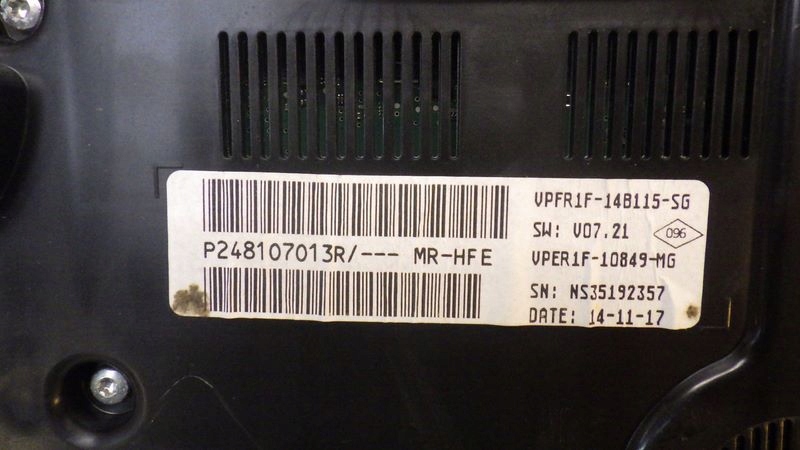 P248107013R/--- MR-HFE
VPFR1F-14B115-SG
SW: V07.21
096
VPER1F-10849-MG
SN: NS35192357
DATE: 14-11-17